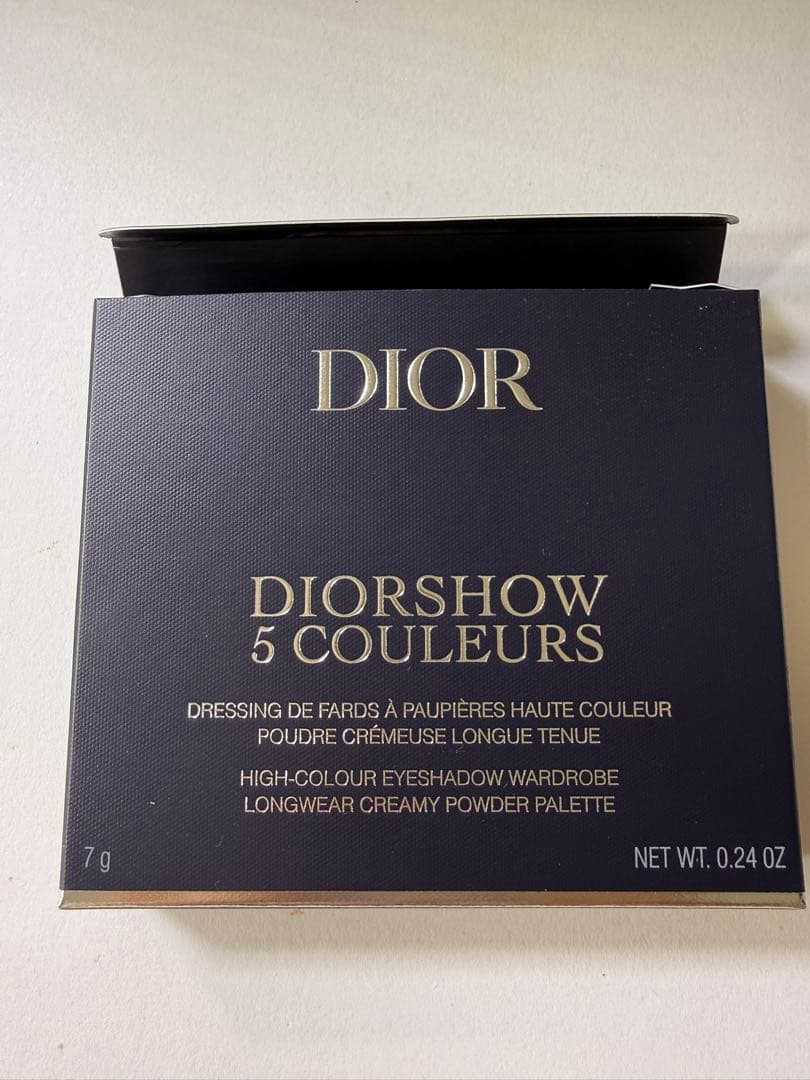 DIOR
DIORSHOW
5 COULEURS
DRESSING DE FARDS À PAUPIÈRES HAUTE COULEUR
POUDRE CRÉMEUSE LONGUE TENUE
HIGH-COLOUR EYESHADOW WARDROBE
LONGWEAR CREAMY POWDER PALETTE
7 g
NET WT. 0.24 OZ